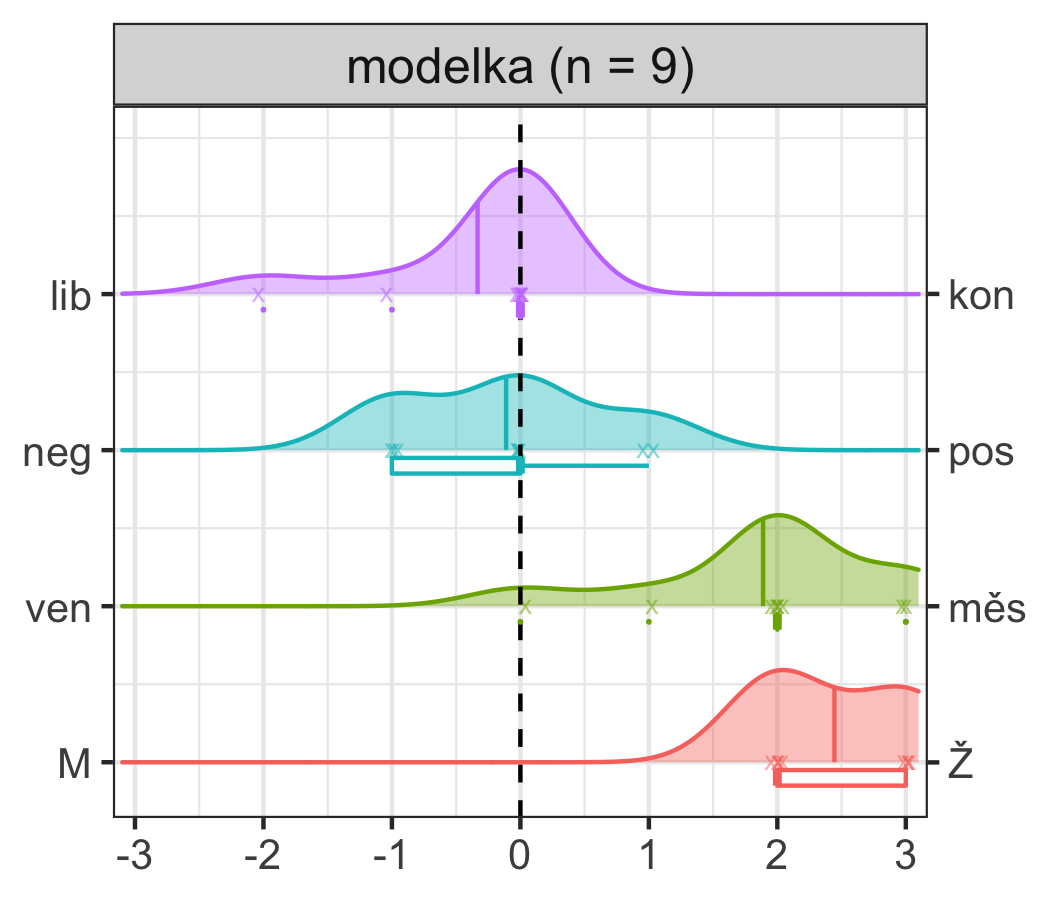 modelka (n = 9)
lib kon
neg pos
ven měs
M Ž
-3 -2 -1 0 1 2 3